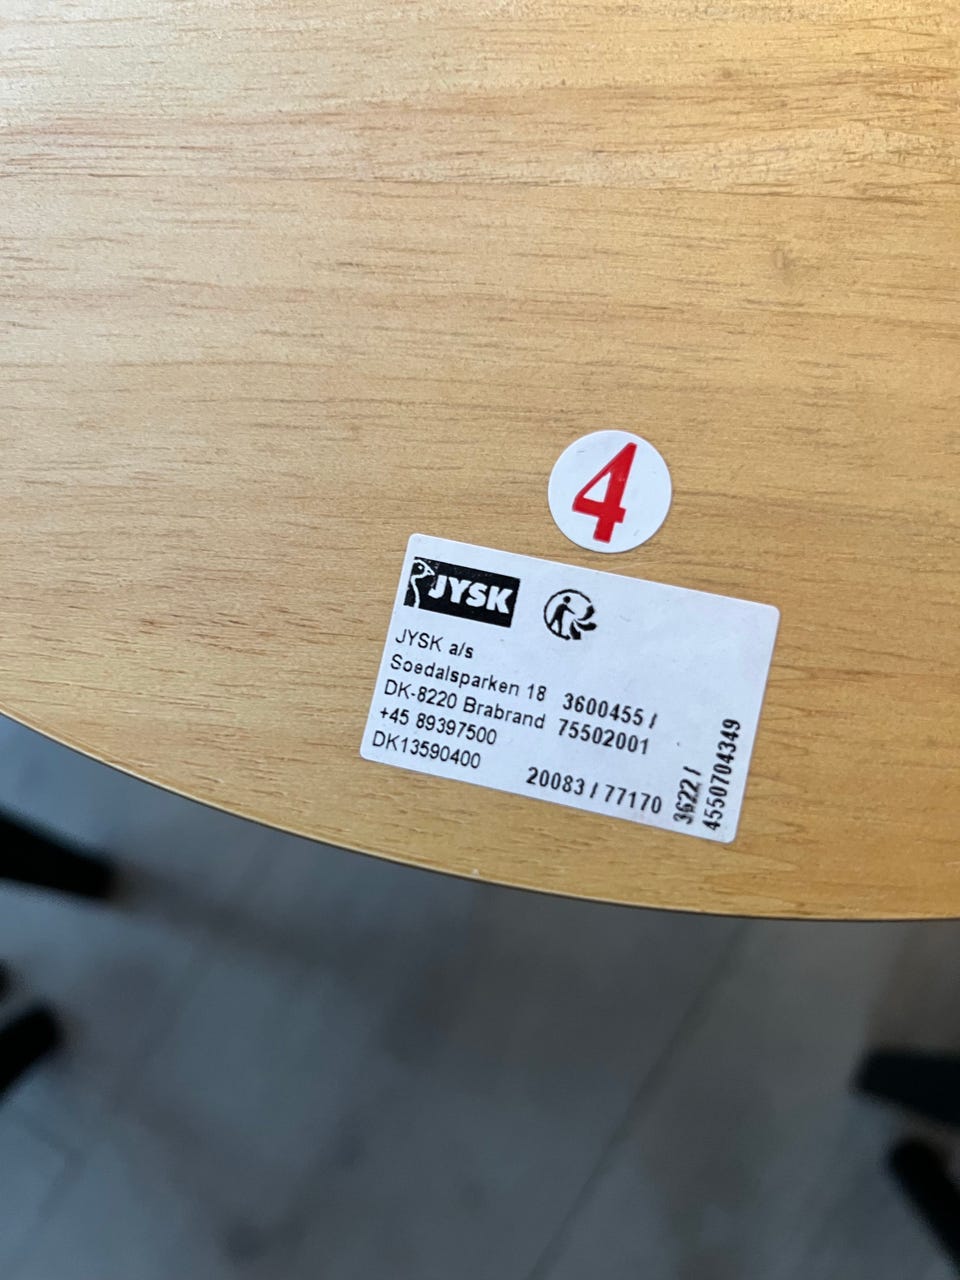 4
JYSK
JYSK a/s
Soedalsparken 18
DK-8220 Brabrand
+45 89397500
DK13590400
3600455 /
75502001
20083 / 77170
3622 /
4550704349